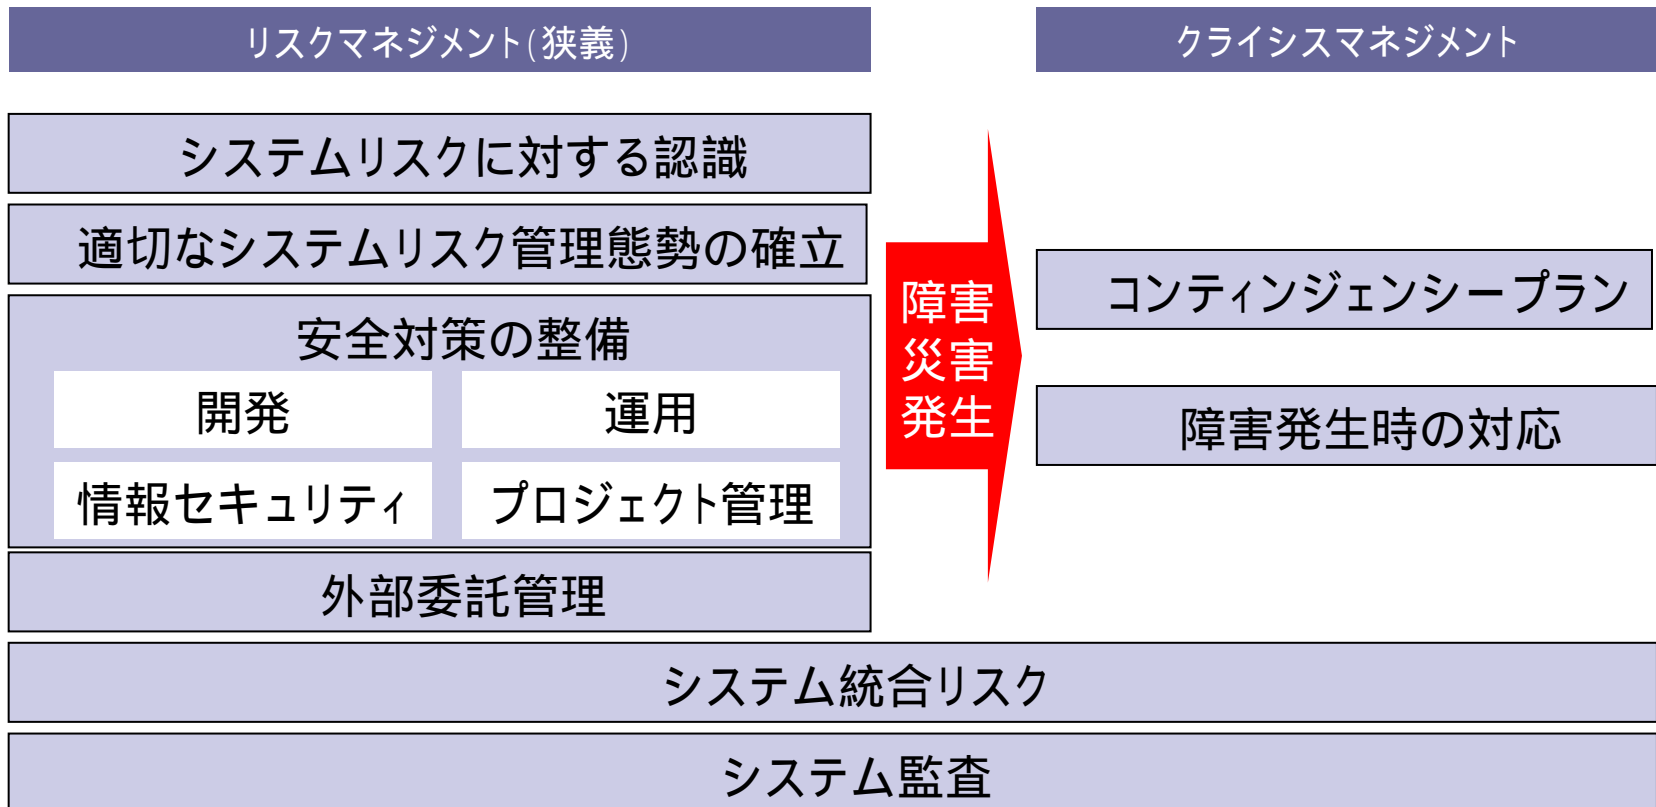 リスクマネジメント(狭義)
クライシスマネジメント
システムリスクに対する認識
適切なシステムリスク管理態勢の確立
安全対策の整備
開発
運用
情報セキュリティ
プロジェクト管理
外部委託管理
障害
災害
発生
コンティンジェンシープラン
障害発生時の対応
システム統合リスク
システム監査